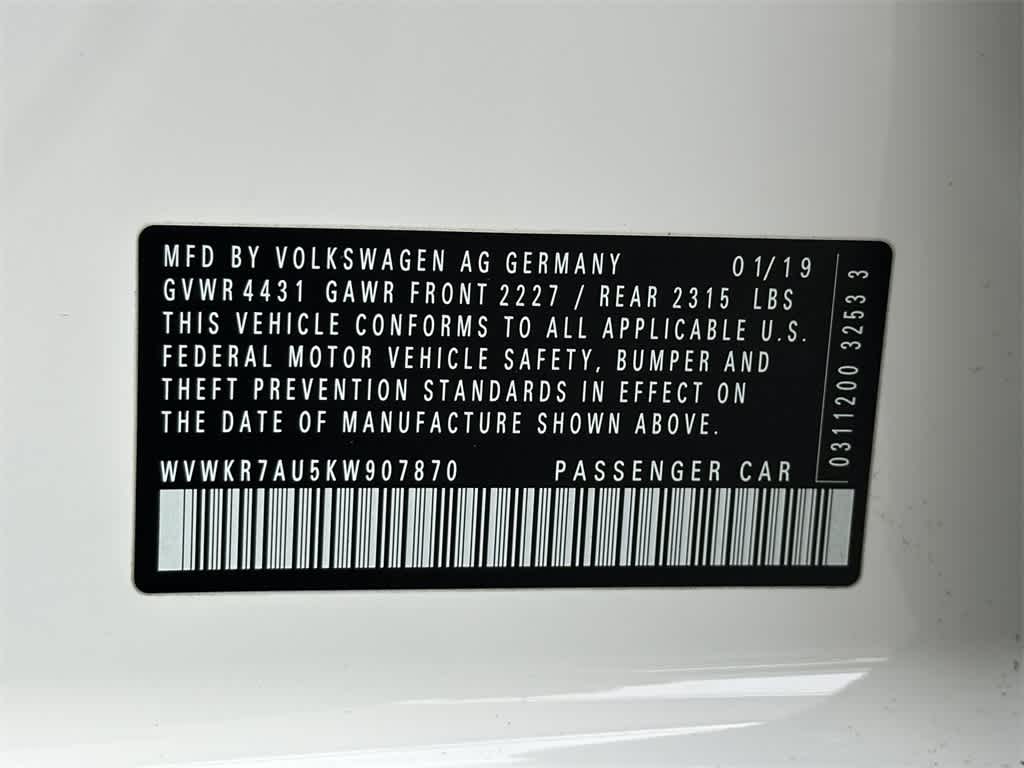 MFD BY VOLKSWAGEN AG GERMANY 01/19
GVWR 4431 GAWR FRONT 2227 / REAR 2315 LBS
THIS VEHICLE CONFORMS TO ALL APPLICABLE U.S.
FEDERAL MOTOR VEHICLE SAFETY, BUMPER AND
THEFT PREVENTION STANDARDS IN EFFECT ON
THE DATE OF MANUFACTURE SHOWN ABOVE.
WVWKR7AU5KW907870 PASSENGER CAR
0311200 3253 3